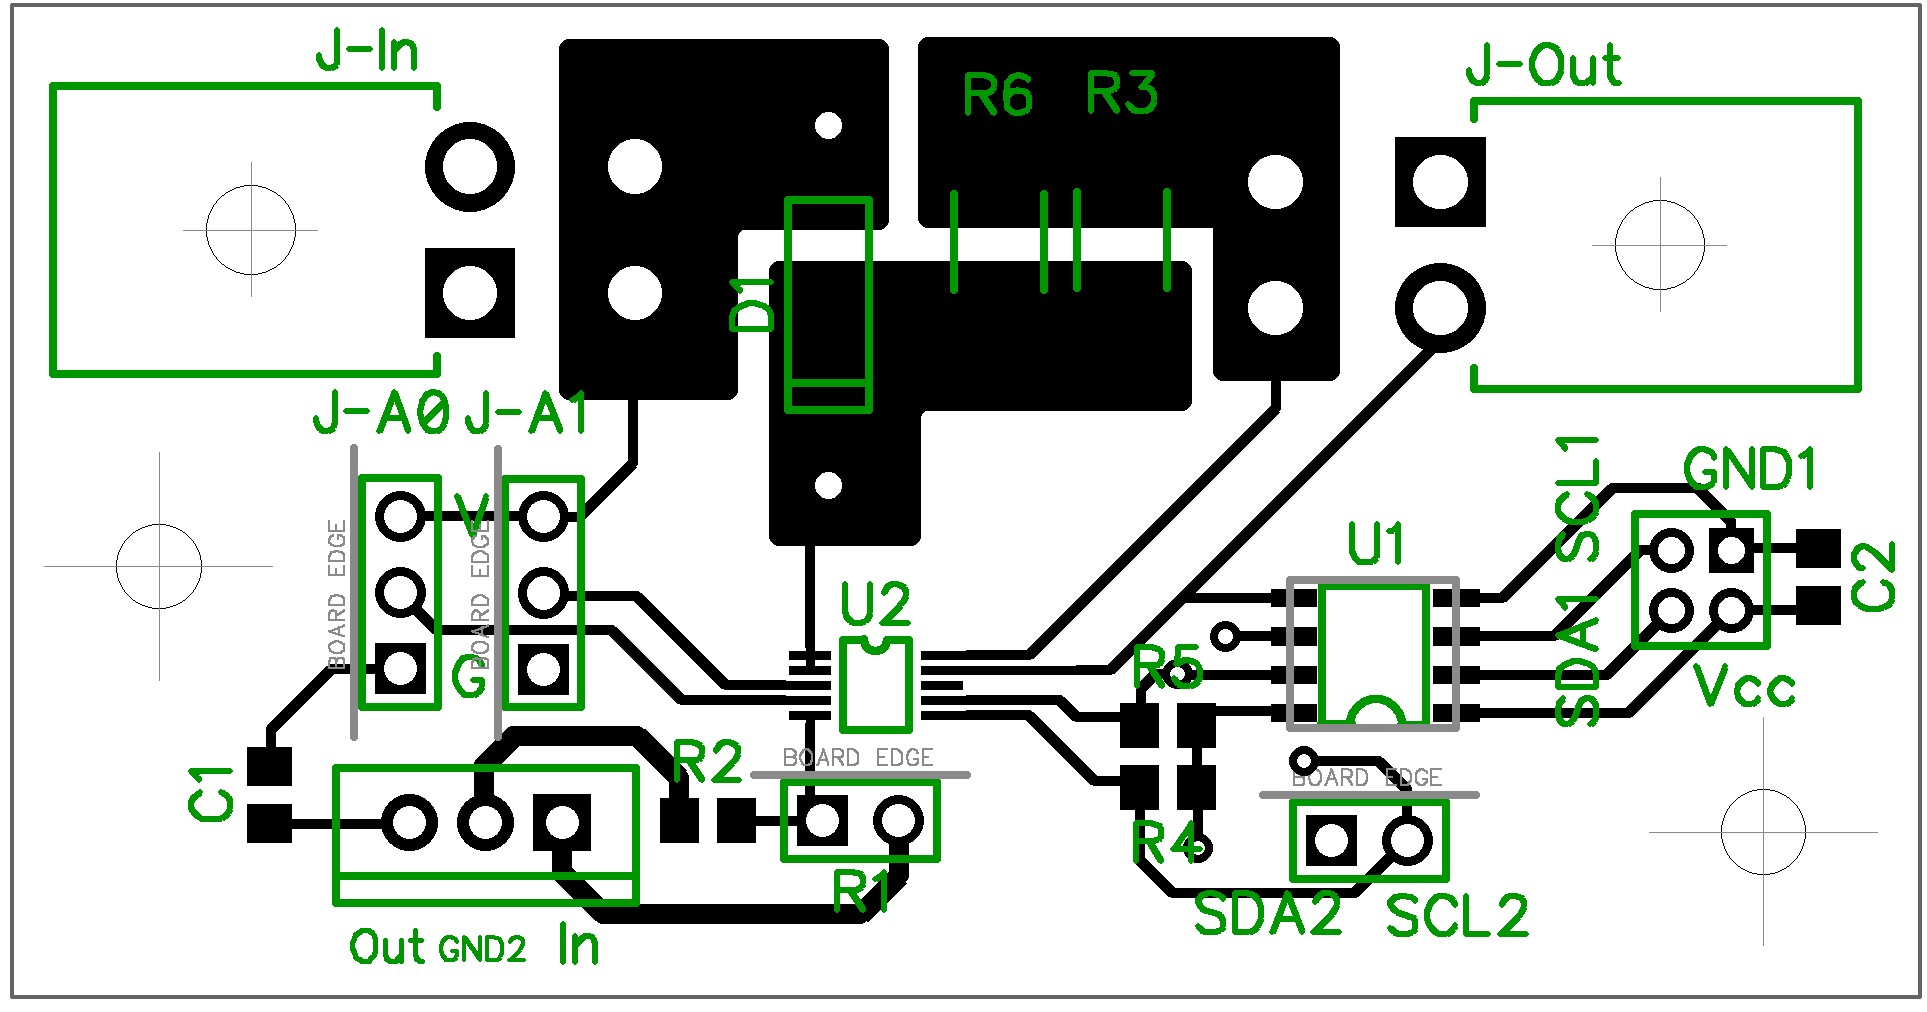 J-In
J-Out
R6
R3
D1
J-A0
J-A1
V
BOARD EDGE
BOARD EDGE
G
U2
U1
SCL1
GND1
SDA1
C2
Vcc
R5
C1
R2
BOARD EDGE
BOARD EDGE
R4
R1
SDA2
SCL2
Out
GND2
In